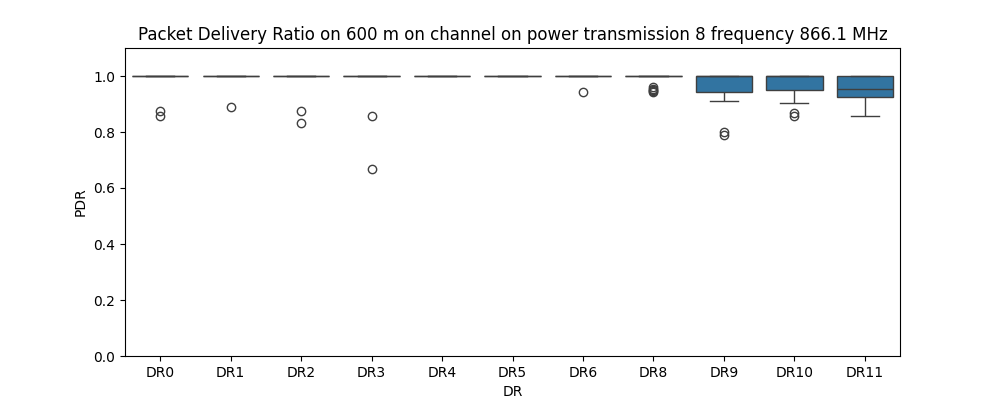 Packet Delivery Ratio on 600 m on channel on power transmission 8 frequency 866.1 MHz
1.0
0.8
0.6
0.4
0.2
0.0
PDR
DR0 DR1 DR2 DR3 DR4 DR5 DR6 DR8 DR9 DR10 DR11
DR